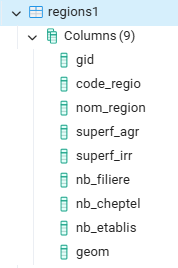 regions1
Columns (9)
gid
code_regio
nom_region
superf_agr
superf_irr
nb_filiere
nb_cheptel
nb_etablis
geom